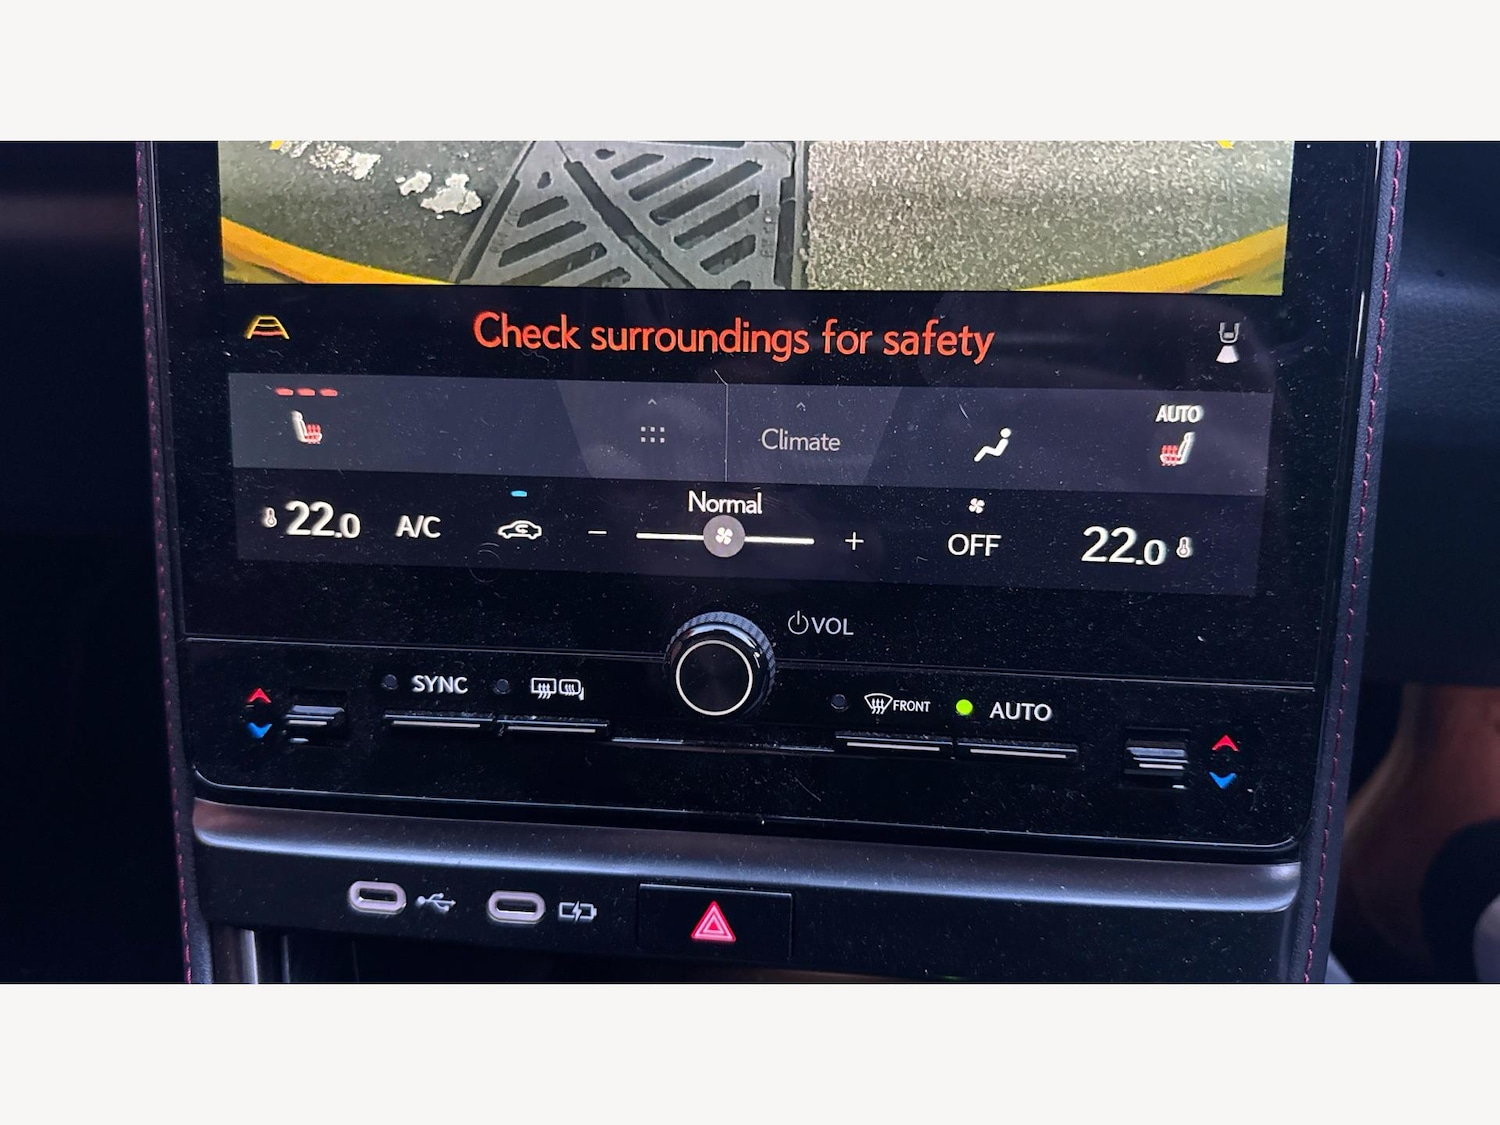 Check surroundings for safety
AUTO
Climate
Normal
22.0 A/C − + OFF 22.0
VOL
SYNC
FRONT AUTO